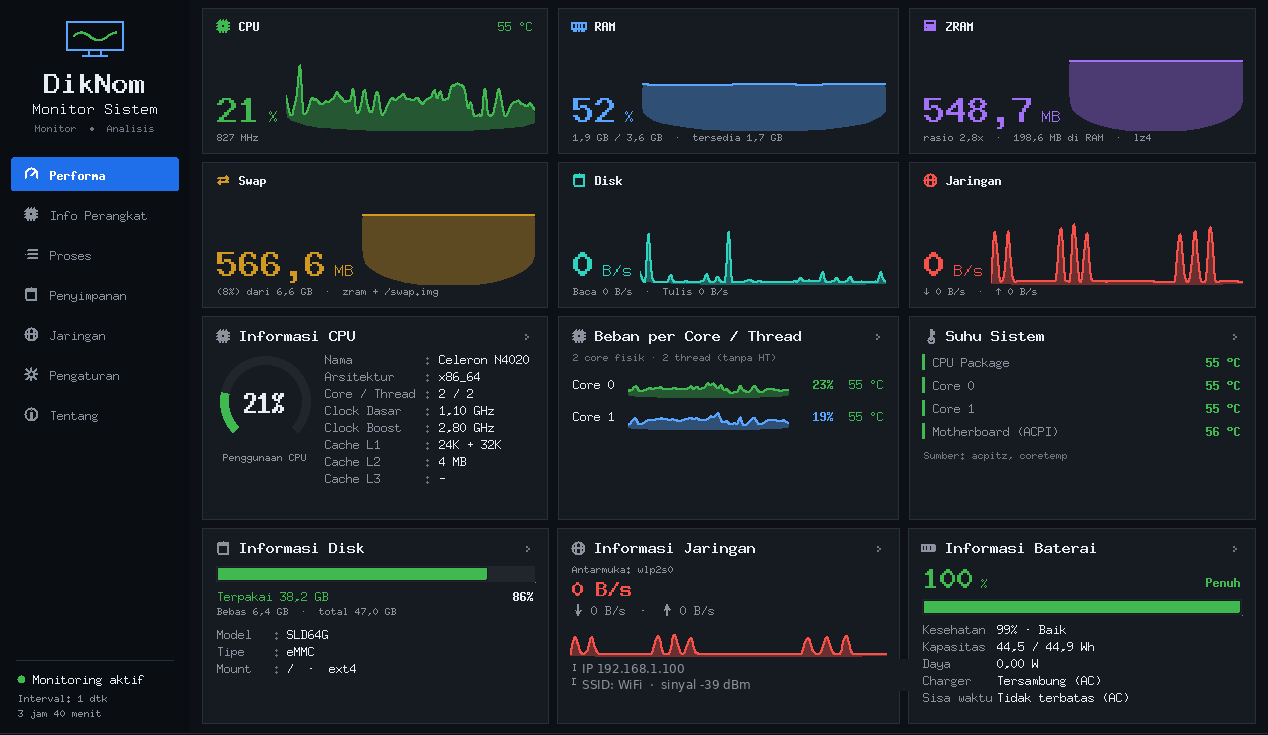 DikNom
Monitor Sistem
Monitor • Analisis
Performa
Info Perangkat
Proses
Penyimpanan
Jaringan
Pengaturan
Tentang
Monitoring aktif
Interval: 1 dtk
3 jam 40 menit
CPU 55 °C
21 %
827 MHz
RAM
52 %
1,9 GB / 3,6 GB · tersedia 1,7 GB
ZRAM
548,7 MB
rasio 2,8x · 198,6 MB di RAM · lz4
Swap
566,6 MB
(8%) dari 6,6 GB · zram + /swap.img
Disk
0 B/s
Baca 0 B/s · Tulis 0 B/s
Jaringan
0 B/s
↓ 0 B/s · ↑ 0 B/s
Informasi CPU ›
21%
Penggunaan CPU
Nama : Celeron N4020
Arsitektur : x86_64
Core / Thread : 2 / 2
Clock Dasar : 1,10 GHz
Clock Boost : 2,80 GHz
Cache L1 : 24K + 32K
Cache L2 : 4 MB
Cache L3 : -
Beban per Core / Thread ›
2 core fisik · 2 thread (tanpa HT)
Core 0 23% 55 °C
Core 1 19% 55 °C
Suhu Sistem ›
CPU Package 55 °C
Core 0 55 °C
Core 1 55 °C
Motherboard (ACPI) 56 °C
Sumber: acpitz, coretemp
Informasi Disk ›
Terpakai 38,2 GB 86%
Bebas 6,4 GB · total 47,0 GB
Model : SLD64G
Tipe : eMMC
Mount : / · ext4
Informasi Jaringan ›
Antarmuka: wlp2s0
0 B/s
↓ 0 B/s · ↑ 0 B/s
IP 192.168.1.100
SSID: WiFi · sinyal -39 dBm
Informasi Baterai ›
100 % Penuh
Kesehatan 99% · Baik
Kapasitas 44,5 / 44,9 Wh
Daya 0,00 W
Charger Tersambung (AC)
Sisa waktu Tidak terbatas (AC)